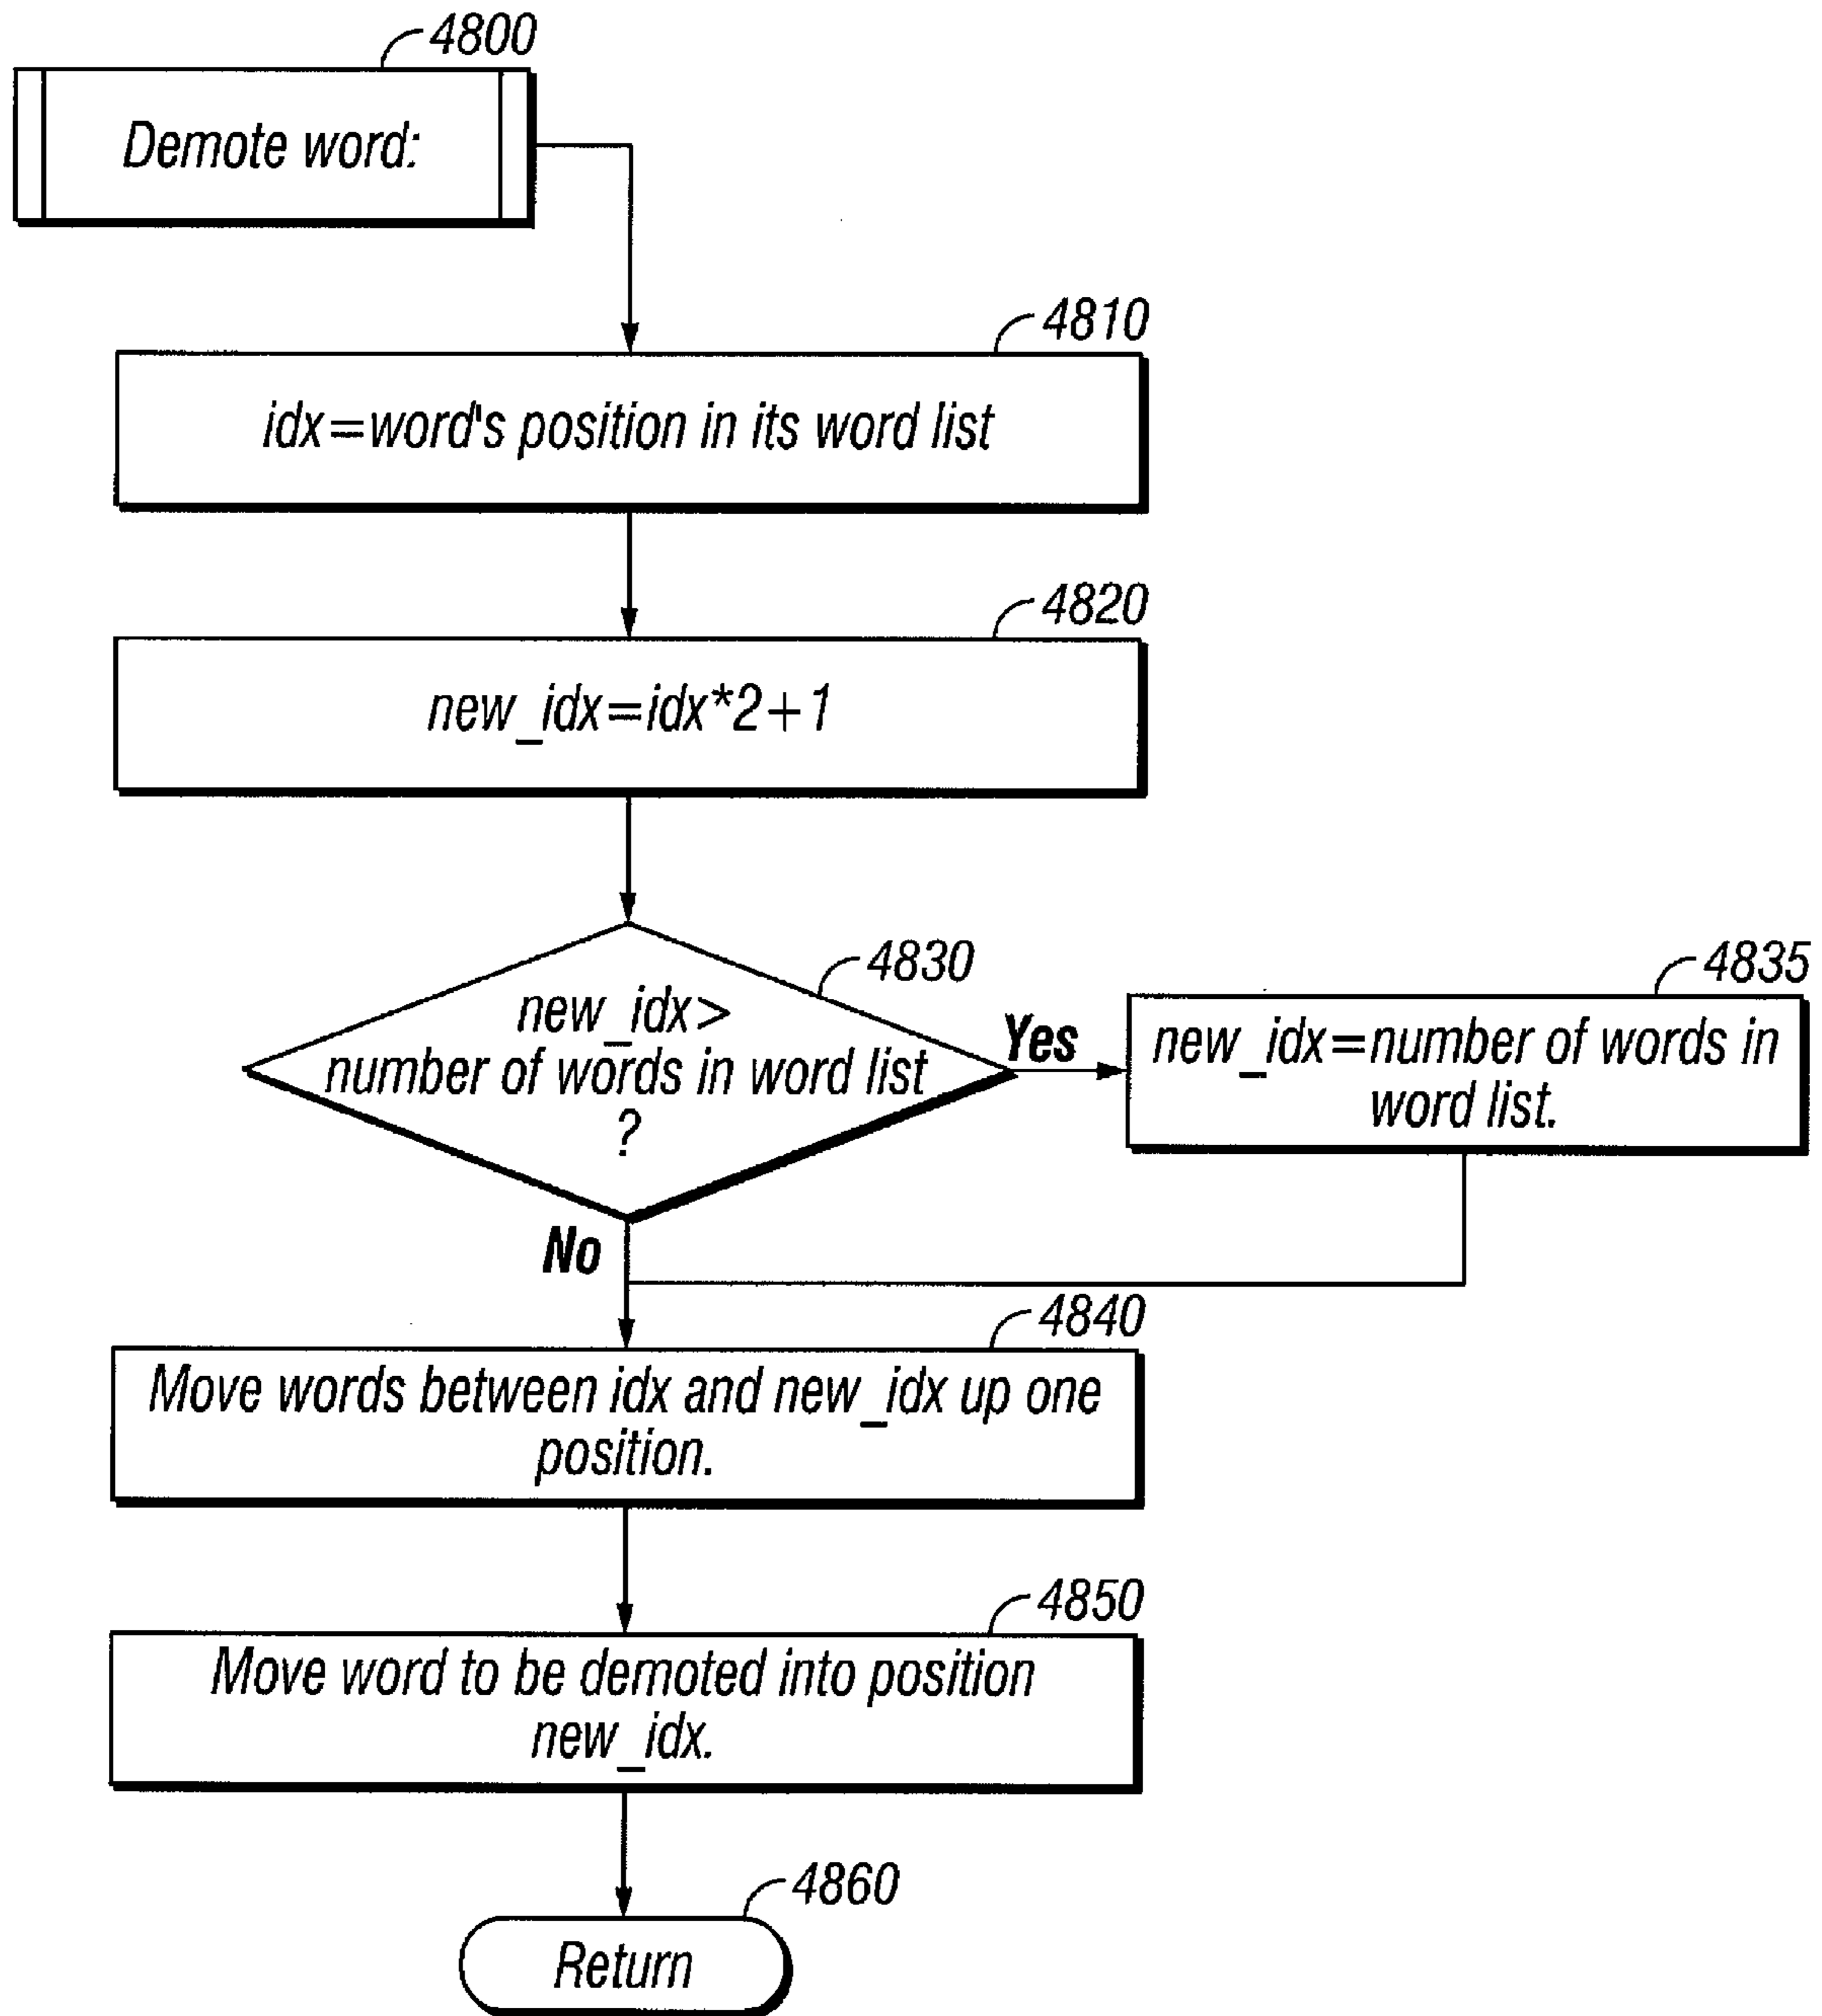 4800
Demote word:
4810
idx=word's position in its word list
4820
new_idx=idx*2+1
4830
new_idx>
number of words in word list
?
Yes
4835
new_idx=number of words in
word list.
No
4840
Move words between idx and new_idx up one
position.
4850
Move word to be demoted into position
new_idx.
4860
Return